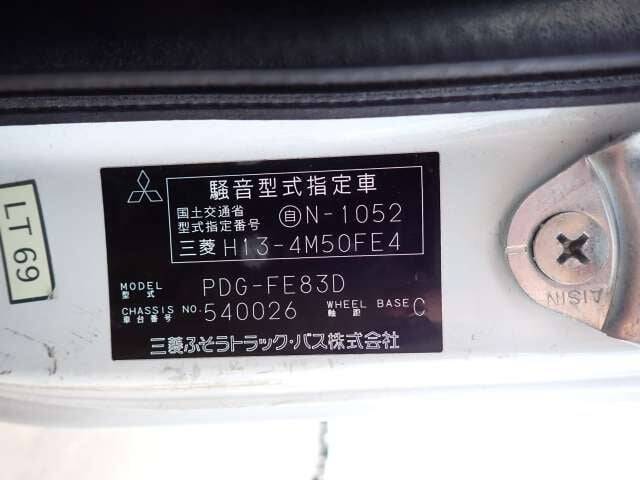 騒音型式指定車
国土交通省
型式指定番号 自N-1052
三菱 H13-4M50FE4
MODEL
型式 PDG-FE83D
CHASSIS NO. 540026 WHEEL BASE C
車台番号 軸距
三菱ふそうトラック・バス株式会社
LT 69
AISIN